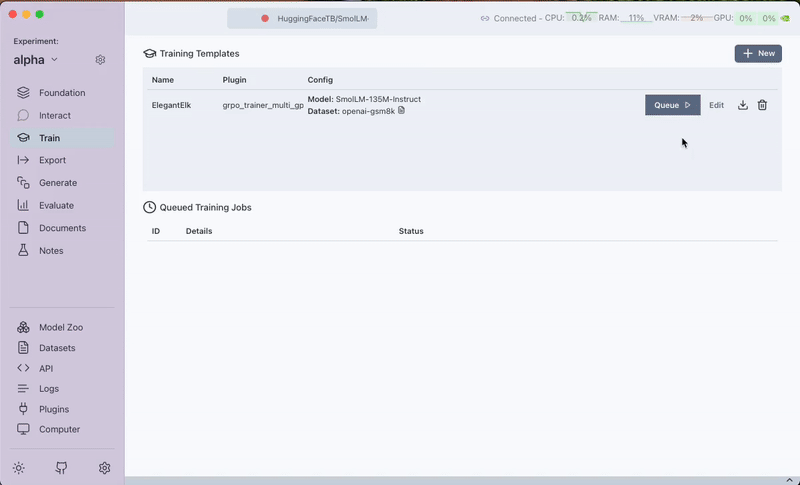 HuggingFaceTB/SmolLM-
Connected - CPU: 0.2% RAM: 11% VRAM: 2% GPU: 0% 0%
Experiment:
alpha
Foundation
Interact
Train
Export
Generate
Evaluate
Documents
Notes
Model Zoo
Datasets
API
Logs
Plugins
Computer
Training Templates
New
Name Plugin Config
ElegantElk grpo_trainer_multi_gp Model: SmolLM-135M-Instruct
Dataset: openai-gsm8k
Queue Edit
Queued Training Jobs
ID Details Status